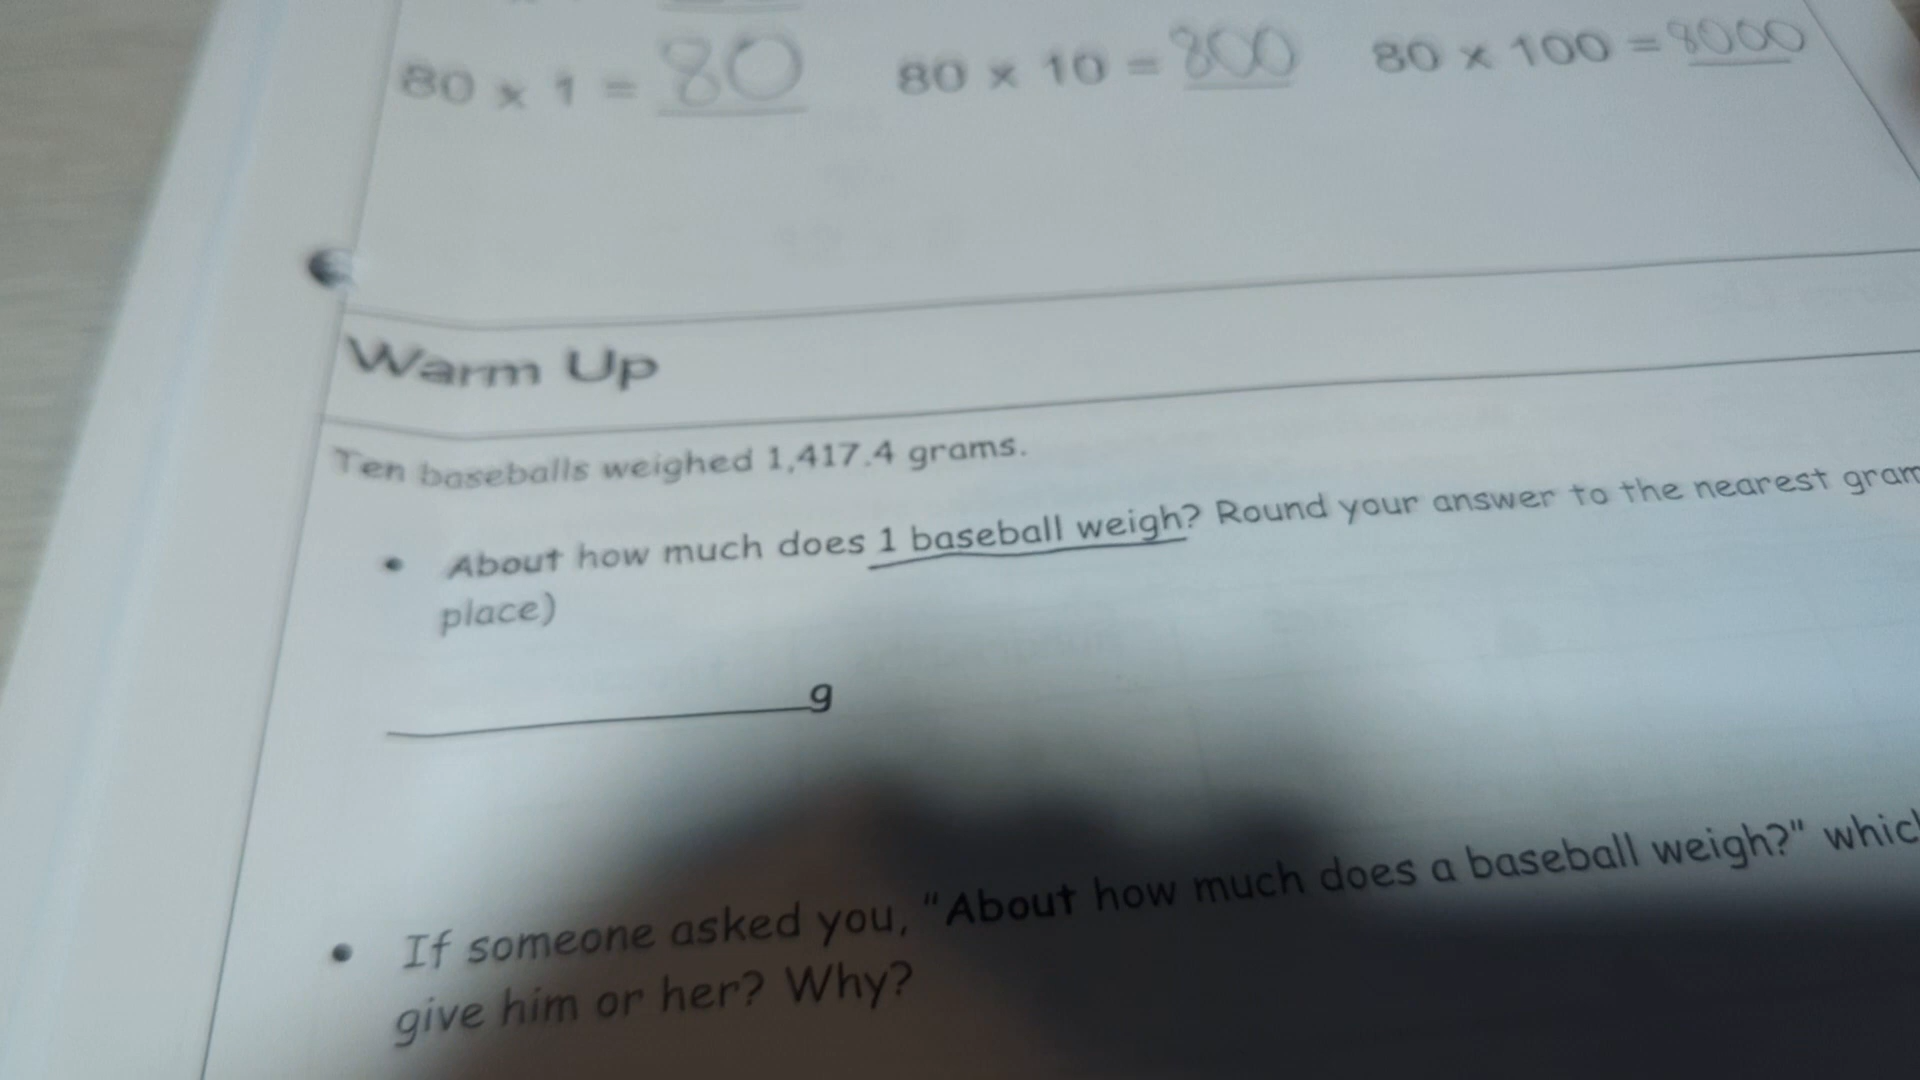 80 x 1 = 80 80 x 10 = 800 80 x 100 = 8000
Warm Up
Ten baseballs weighed 1,417.4 grams.
• About how much does 1 baseball weigh? Round your answer to the nearest gram
place)
g
• If someone asked you, "About how much does a baseball weigh?" which
give him or her? Why?